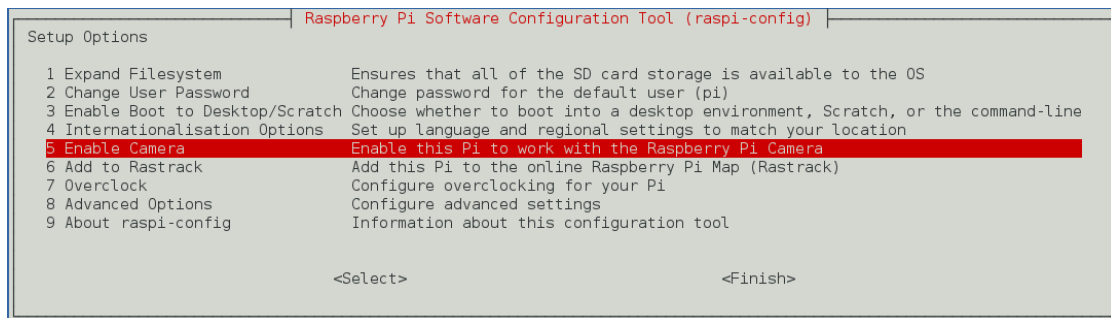 Raspberry Pi Software Configuration Tool (raspi-config)
Setup Options
1 Expand Filesystem Ensures that all of the SD card storage is available to the OS
2 Change User Password Change password for the default user (pi)
3 Enable Boot to Desktop/Scratch Choose whether to boot into a desktop environment, Scratch, or the command-line
4 Internationalisation Options Set up language and regional settings to match your location
5 Enable Camera Enable this Pi to work with the Raspberry Pi Camera
6 Add to Rastrack Add this Pi to the online Raspberry Pi Map (Rastrack)
7 Overclock Configure overclocking for your Pi
8 Advanced Options Configure advanced settings
9 About raspi-config Information about this configuration tool
<Select> <Finish>